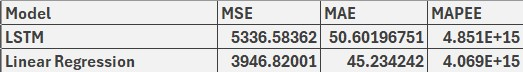 Model MSE MAE MAPEE
LSTM 5336.58362 50.60196751 4.851E+15
Linear Regression 3946.82001 45.234242 4.069E+15